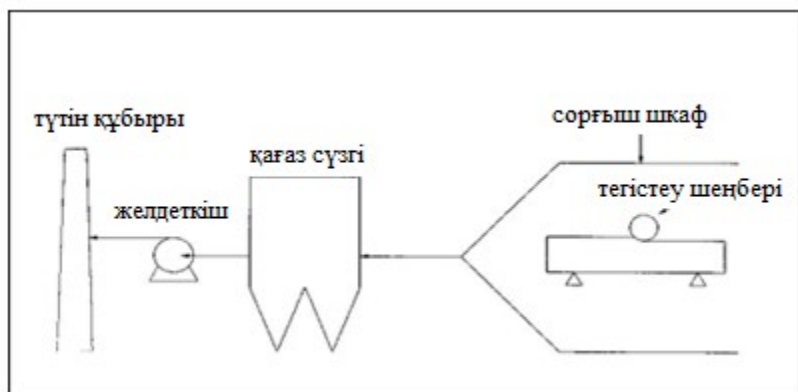 түтін құбыры
қағаз сүзгі
желдеткіш
сорғыш шкаф
тегістеу шеңбері